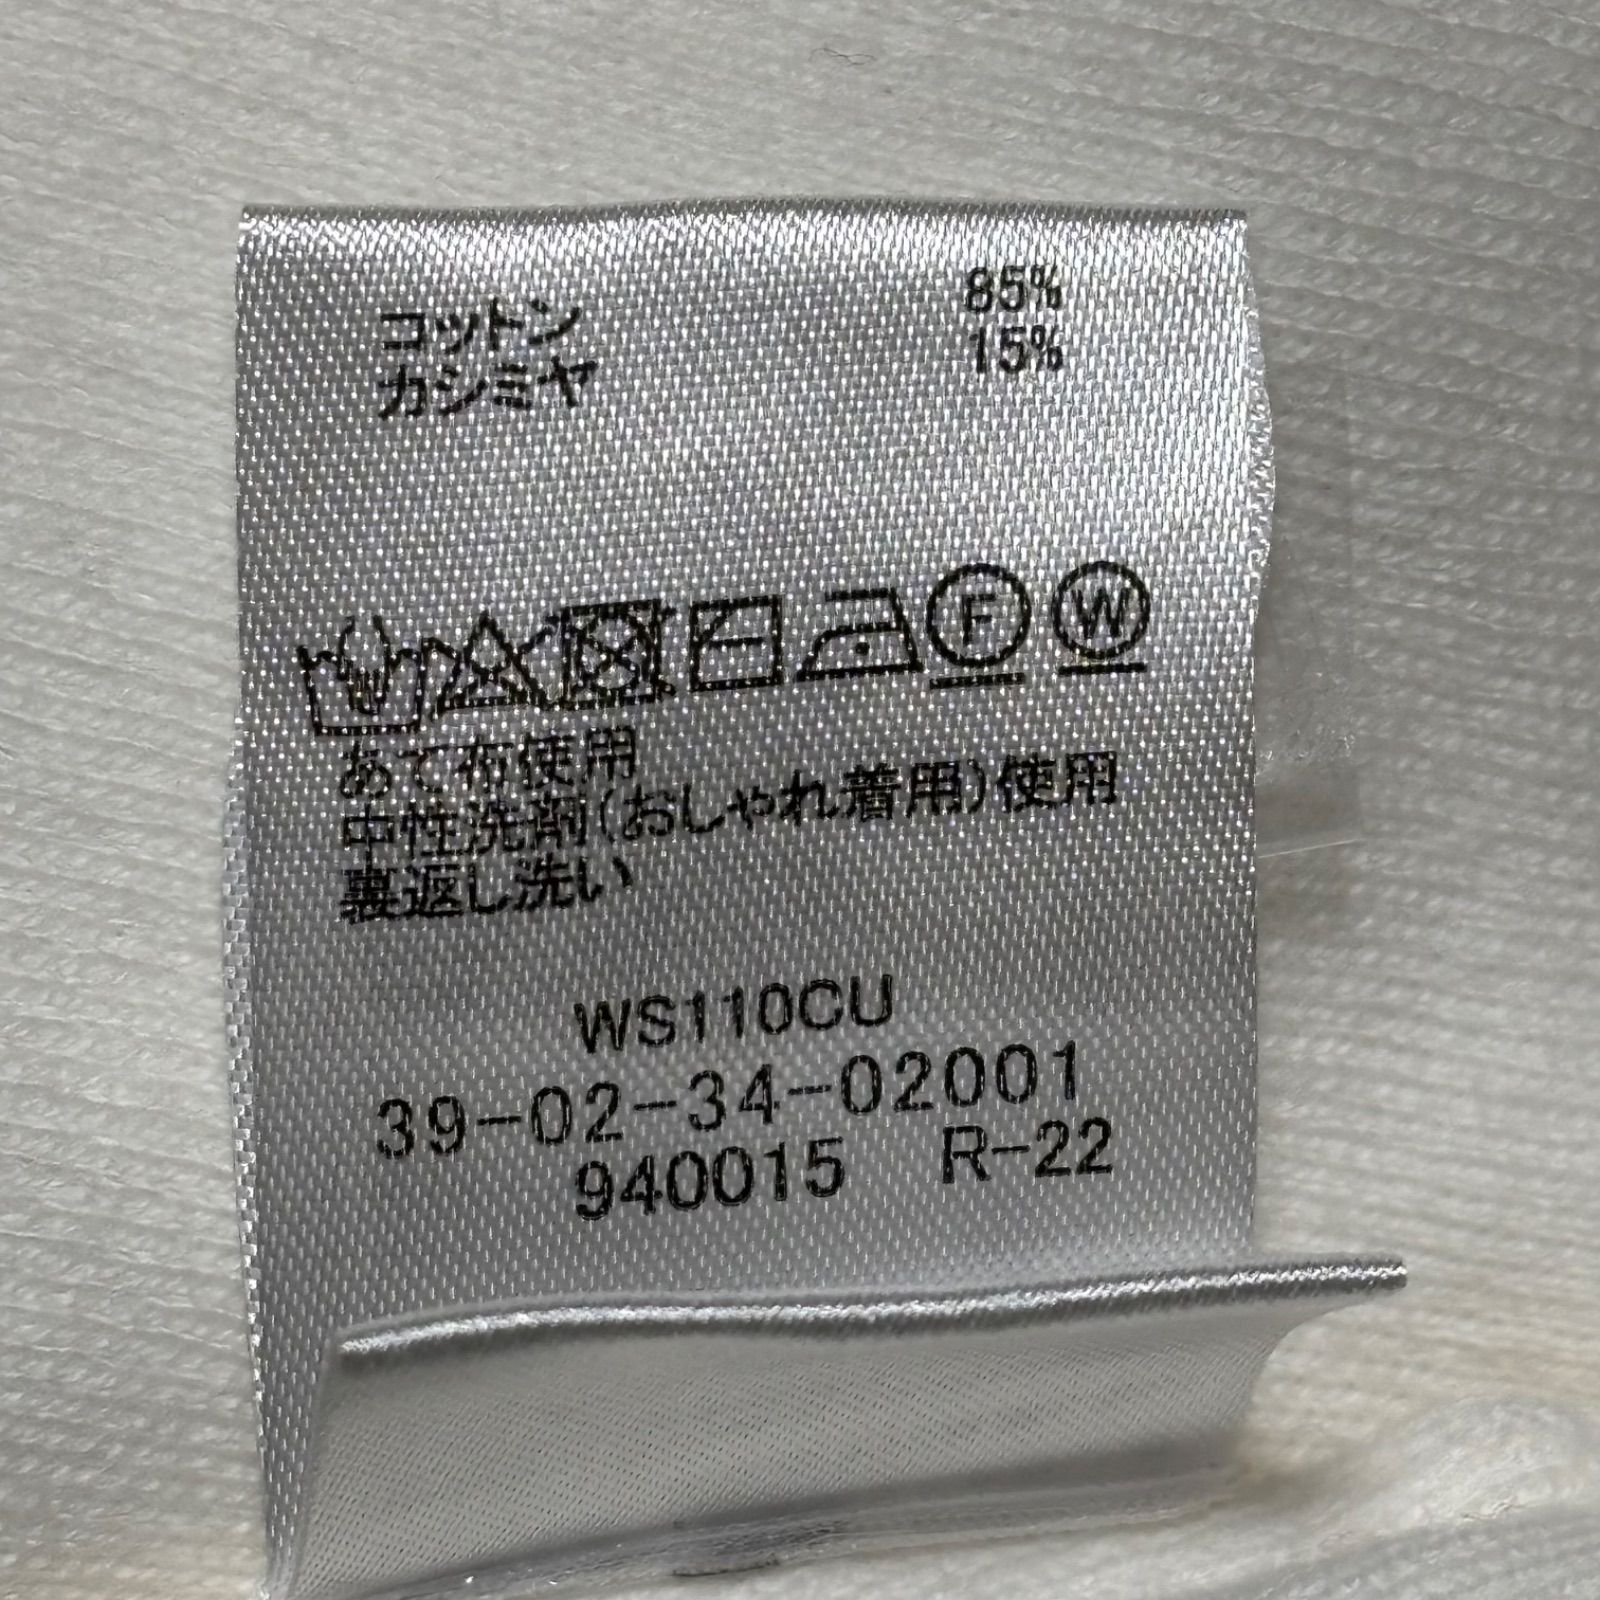 コットン 85%
カシミヤ 15%
F W
あて布使用
中性洗剤(おしゃれ着用)使用
裏返し洗い
WS110CU
39-02-34-02001
940015 R-22